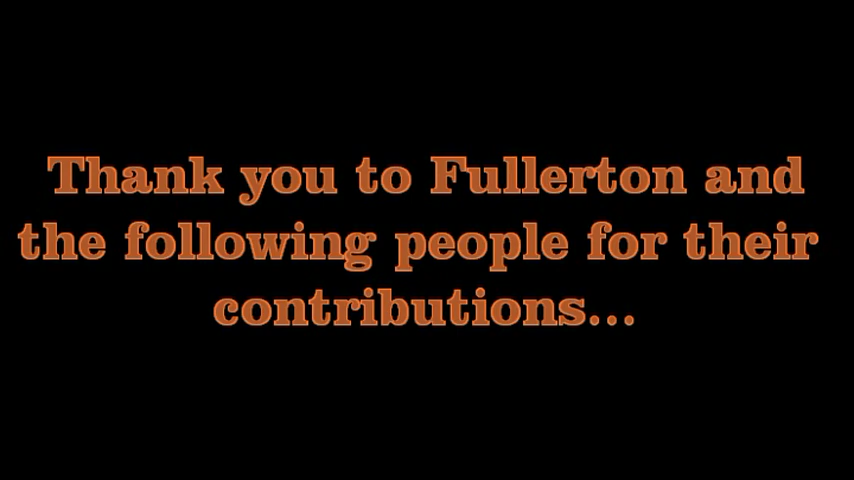 Thank you to Fullerton and
the following people for their
contributions...